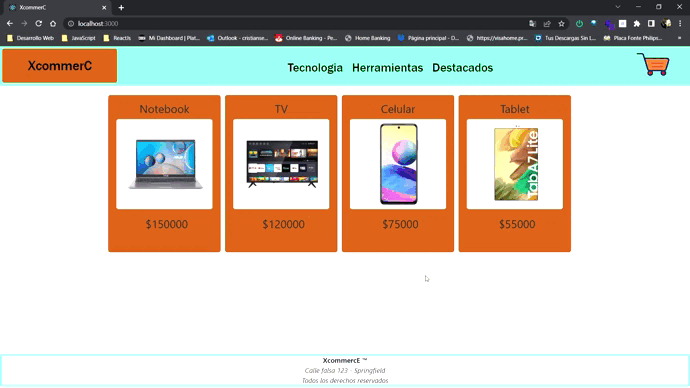 XcommerC
localhost:3000
Desarrollo Web
JavaScript
ReactJs
Mi Dashboard | Plat...
Outlook - cristianse...
Online Banking - Pe...
Home Banking
Página principal - D...
https://visahome.pr...
Tus Descargas Sin L...
Placa Fonte Philips...
XcommerC
Tecnologia Herramientas Destacados
Notebook
TV
Celular
Tablet
TabA7 Lite
$150000
$120000
$75000
$55000
XcommercE ™
Calle falsa 123 - Springfield
Todos los derechos reservados